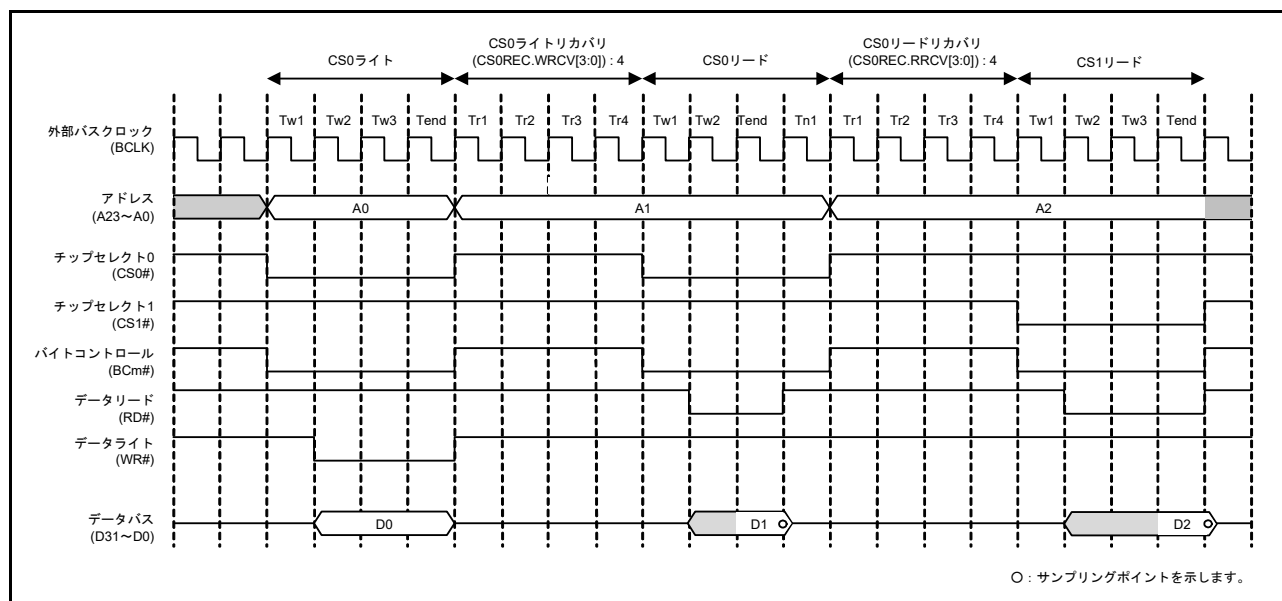 CS0ライト
CS0ライトリカバリ
(CS0REC.WRCV[3:0]) : 4
CS0リード
CS0リードリカバリ
(CS0REC.RRCV[3:0]) : 4
CS1リード
Tw1 Tw2 Tw3 Tend Tr1 Tr2 Tr3 Tr4 Tw1 Tw2 Tend Tn1 Tr1 Tr2 Tr3 Tr4 Tw1 Tw2 Tw3 Tend
外部バスクロック
(BCLK)
アドレス
(A23～A0)
A0 A1 A2
チップセレクト0
(CS0#)
チップセレクト1
(CS1#)
バイトコントロール
(BCm#)
データリード
(RD#)
データライト
(WR#)
データバス
(D31～D0)
D0 D1 D2
○ : サンプリングポイントを示します。